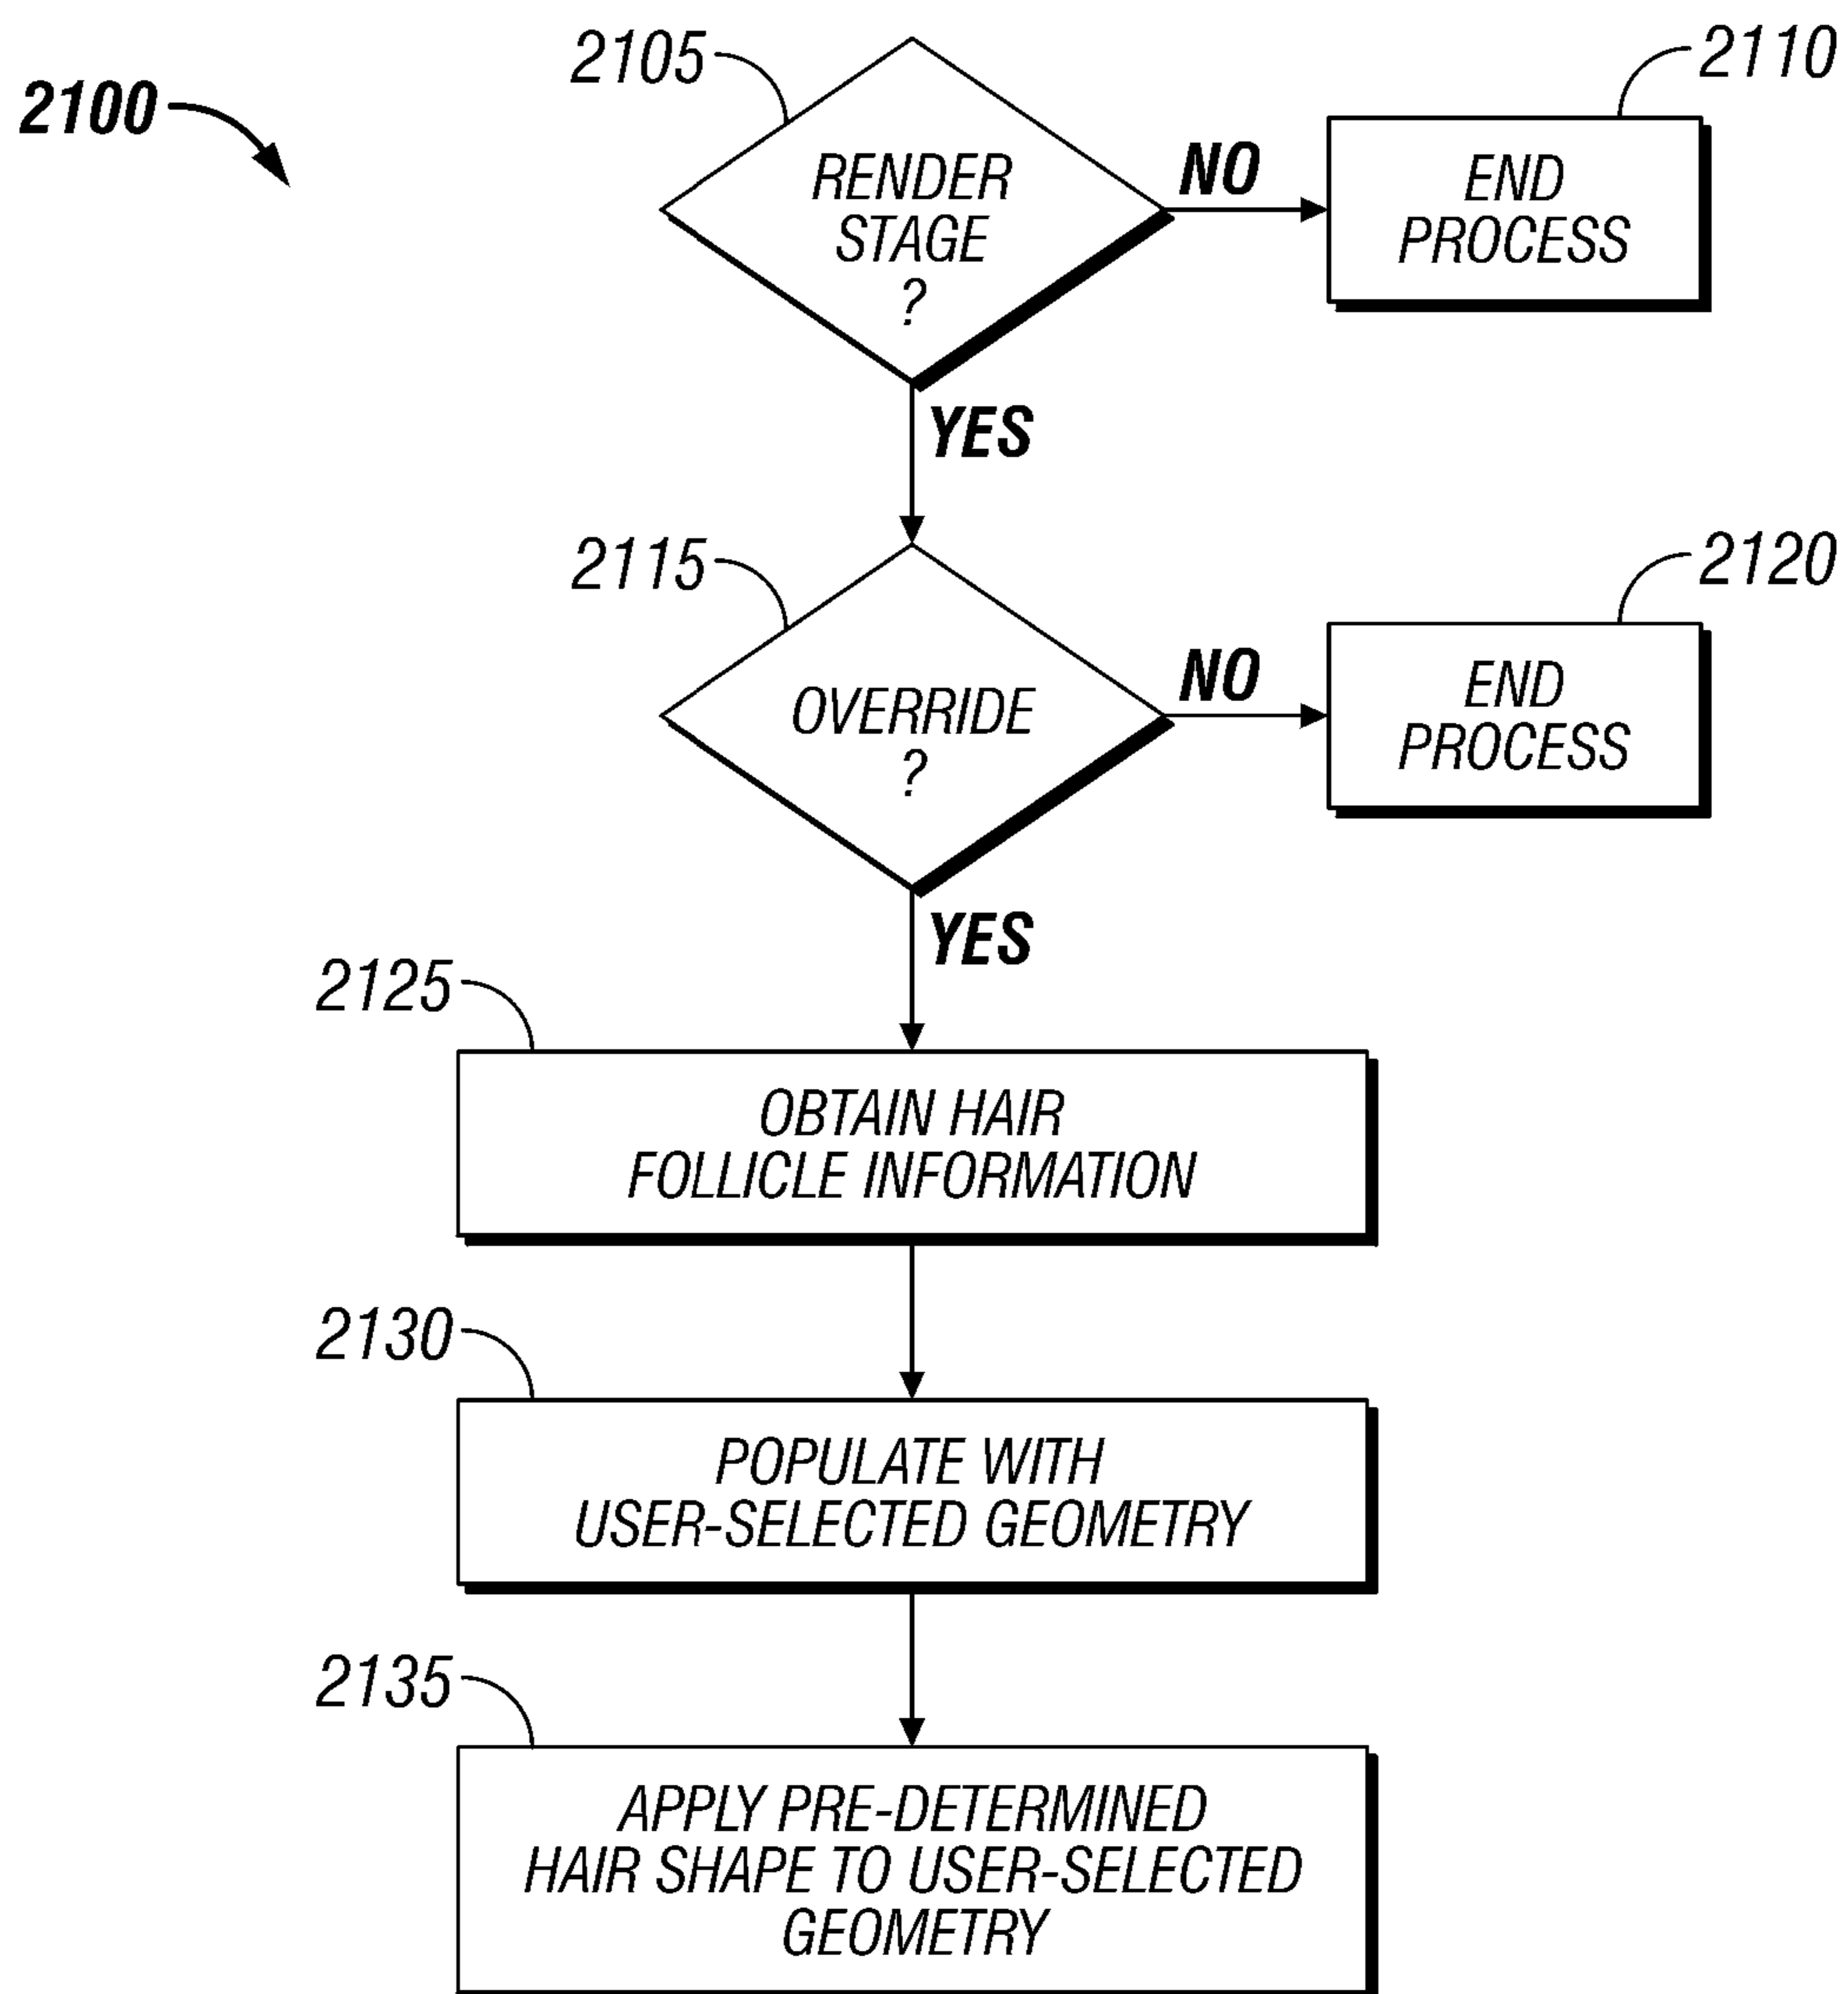 2100
2105
RENDER
STAGE
?
NO
2110
END
PROCESS
YES
2115
OVERRIDE
?
NO
2120
END
PROCESS
YES
2125
OBTAIN HAIR
FOLLICLE INFORMATION
2130
POPULATE WITH
USER-SELECTED GEOMETRY
2135
APPLY PRE-DETERMINED
HAIR SHAPE TO USER-SELECTED
GEOMETRY